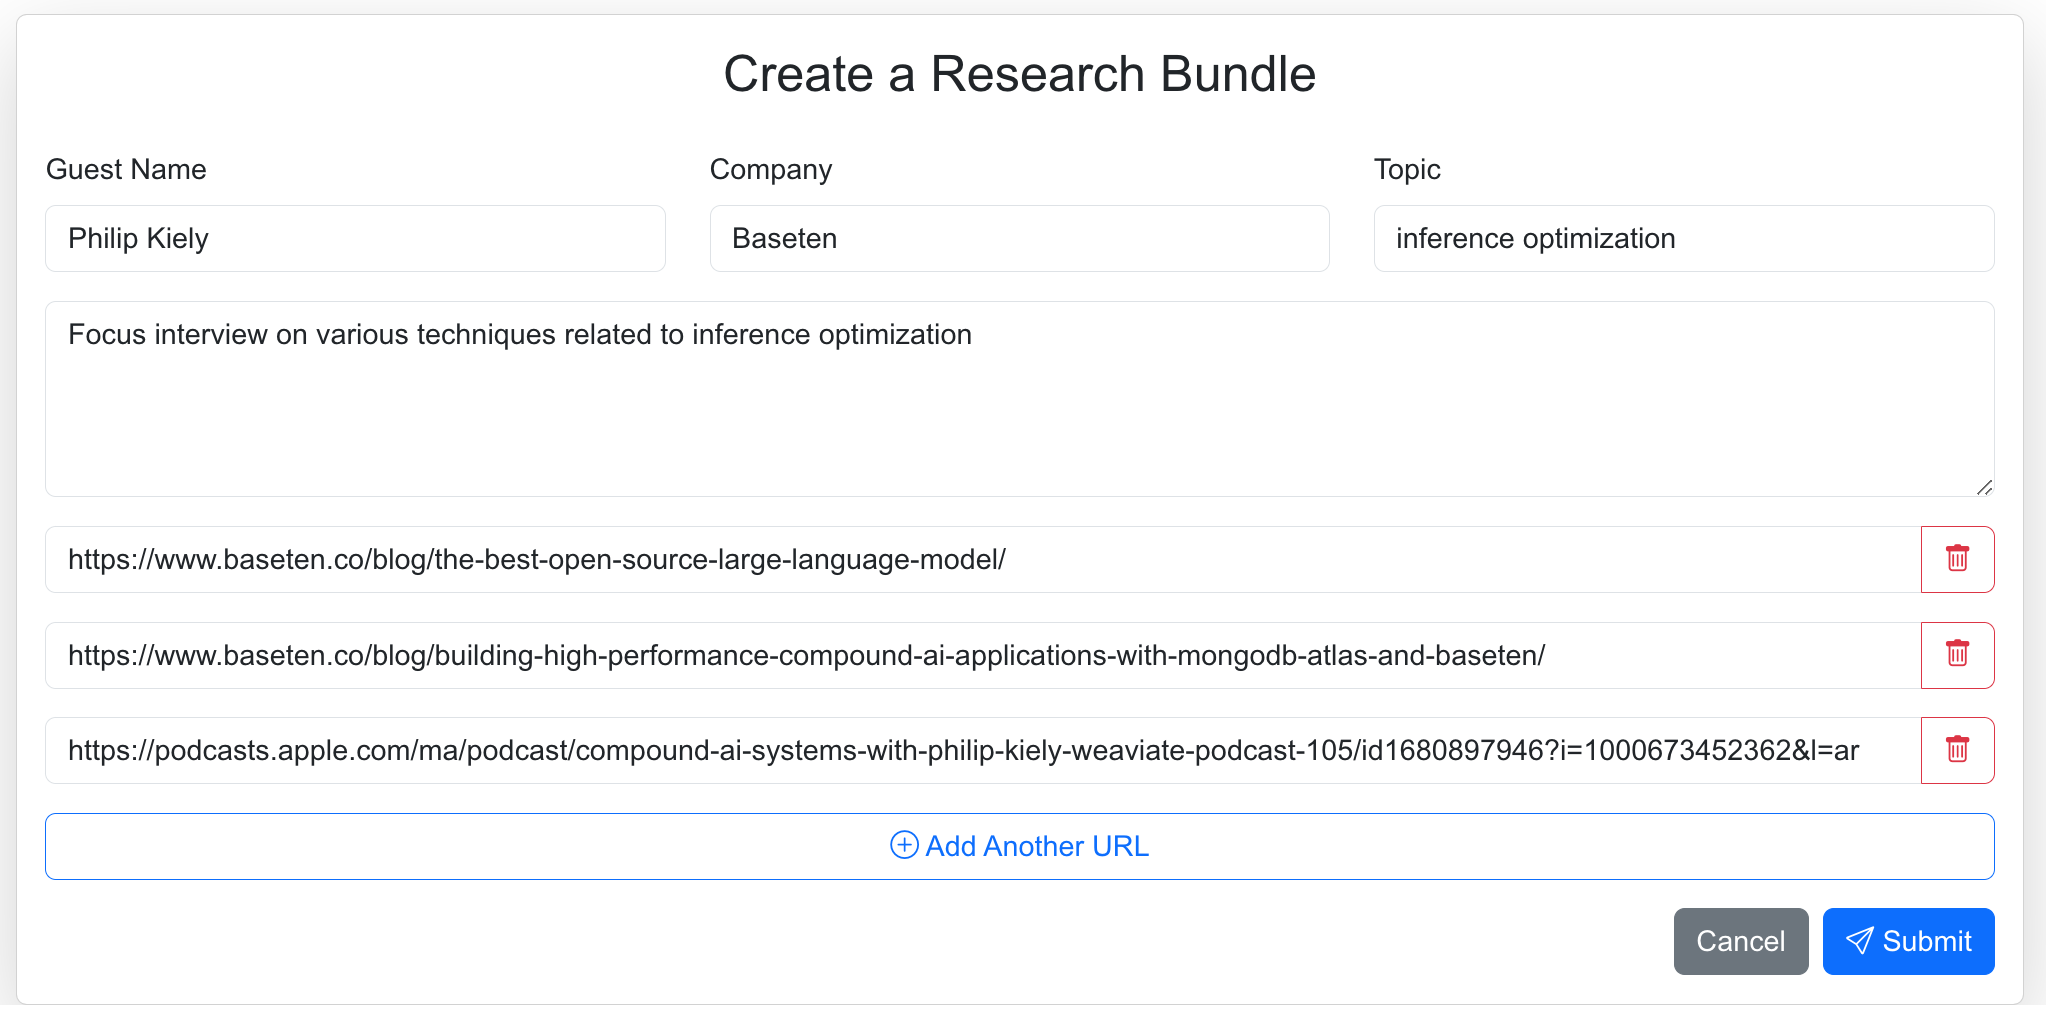 Create a Research Bundle
Guest Name
Company
Topic
Philip Kiely
Baseten
inference optimization
Focus interview on various techniques related to inference optimization
https://www.baseten.co/blog/the-best-open-source-large-language-model/
https://www.baseten.co/blog/building-high-performance-compound-ai-applications-with-mongodb-atlas-and-baseten/
https://podcasts.apple.com/ma/podcast/compound-ai-systems-with-philip-kiely-weaviate-podcast-105/id1680897946?i=1000673452362&l=ar
Add Another URL
Cancel
Submit